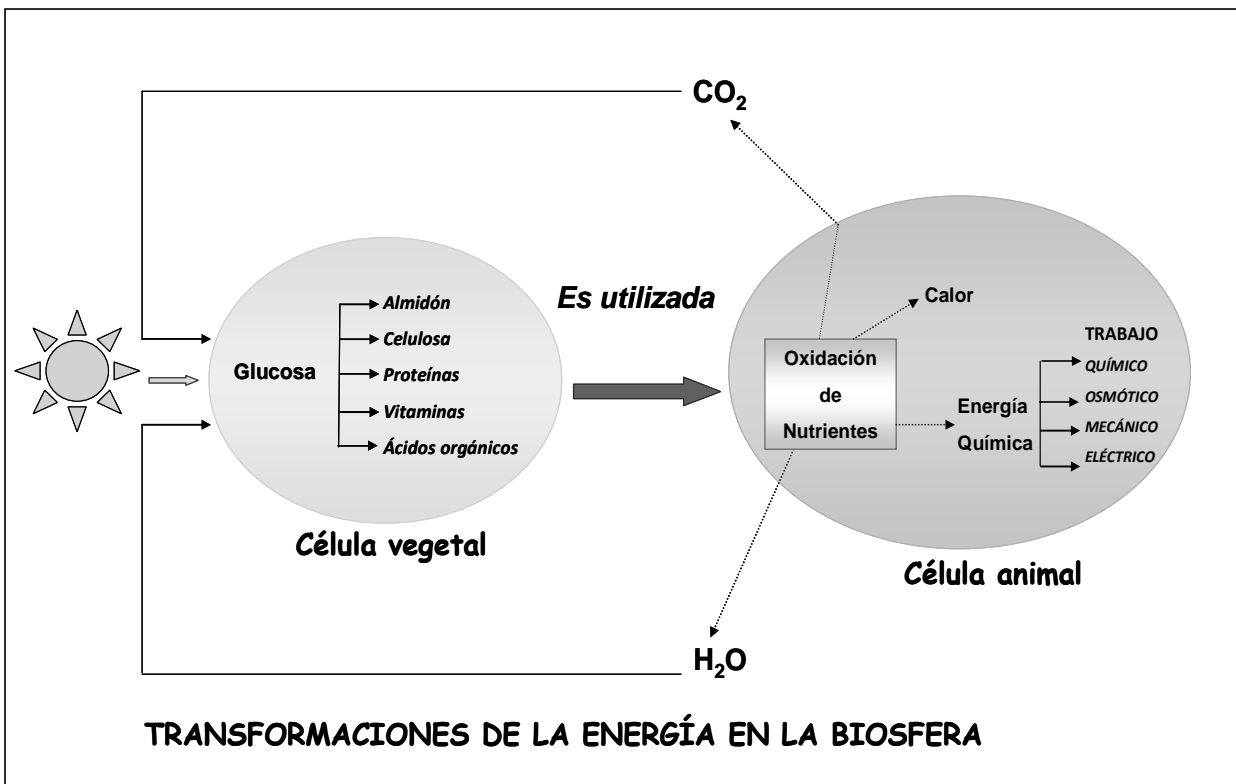 CO₂
Es utilizada
Glucosa
Almidón
Celulosa
Proteínas
Vitaminas
Ácidos orgánicos
Célula vegetal
Calor
Oxidación
de
Nutrientes
Energía
Química
TRABAJO
QUÍMICO
OSMÓTICO
MECÁNICO
ELÉCTRICO
Célula animal
H₂O
TRANSFORMACIONES DE LA ENERGÍA EN LA BIOSFERA